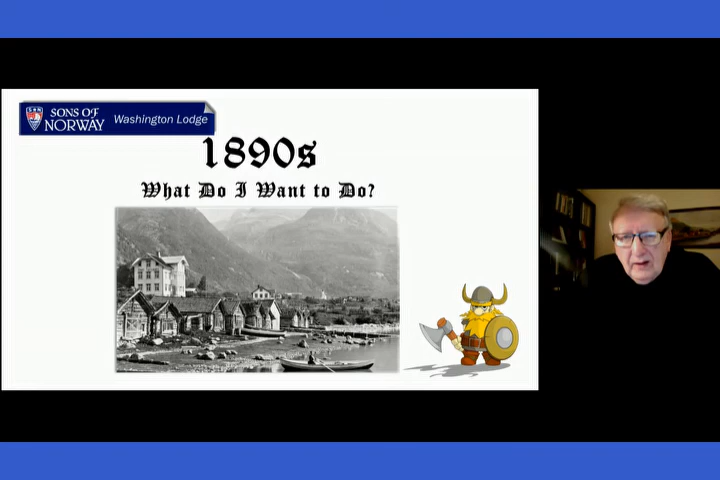 SONS OF
NORWAY
Washington Lodge
1890s
What Do I Want to Do?